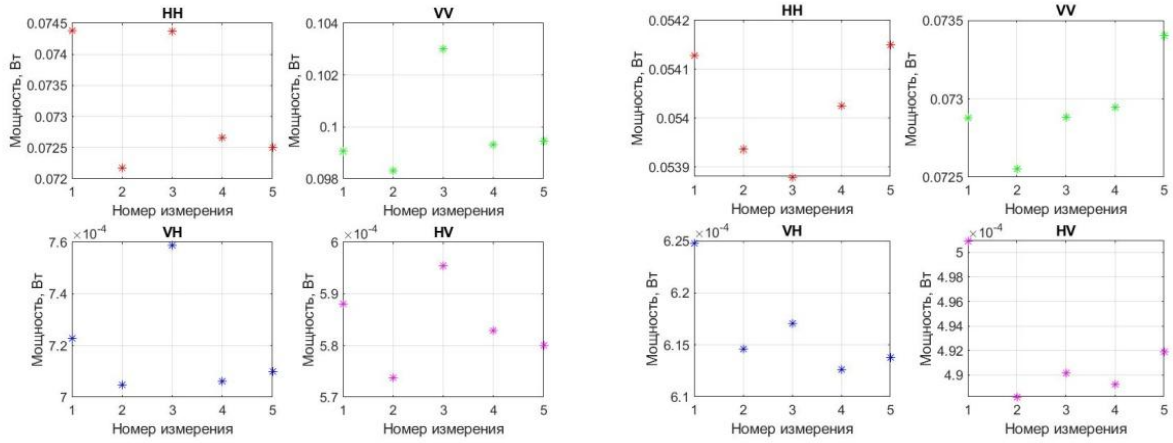 HH
Мощность, Вт
0.0745
0.074
0.0735
0.073
0.0725
0.072
1 2 3 4 5
Номер измерения
VV
Мощность, Вт
0.104
0.102
0.1
0.098
1 2 3 4 5
Номер измерения
VH
Мощность, Вт
×10⁻⁴
7.6
7.4
7.2
7
1 2 3 4 5
Номер измерения
HV
Мощность, Вт
×10⁻⁴
6
5.9
5.8
5.7
1 2 3 4 5
Номер измерения
HH
Мощность, Вт
0.0542
0.0541
0.054
0.0539
1 2 3 4 5
Номер измерения
VV
Мощность, Вт
0.0735
0.073
0.0725
1 2 3 4 5
Номер измерения
VH
Мощность, Вт
×10⁻⁴
6.25
6.2
6.15
6.1
1 2 3 4 5
Номер измерения
HV
Мощность, Вт
×10⁻⁴
5
4.98
4.96
4.94
4.92
4.9
1 2 3 4 5
Номер измерения